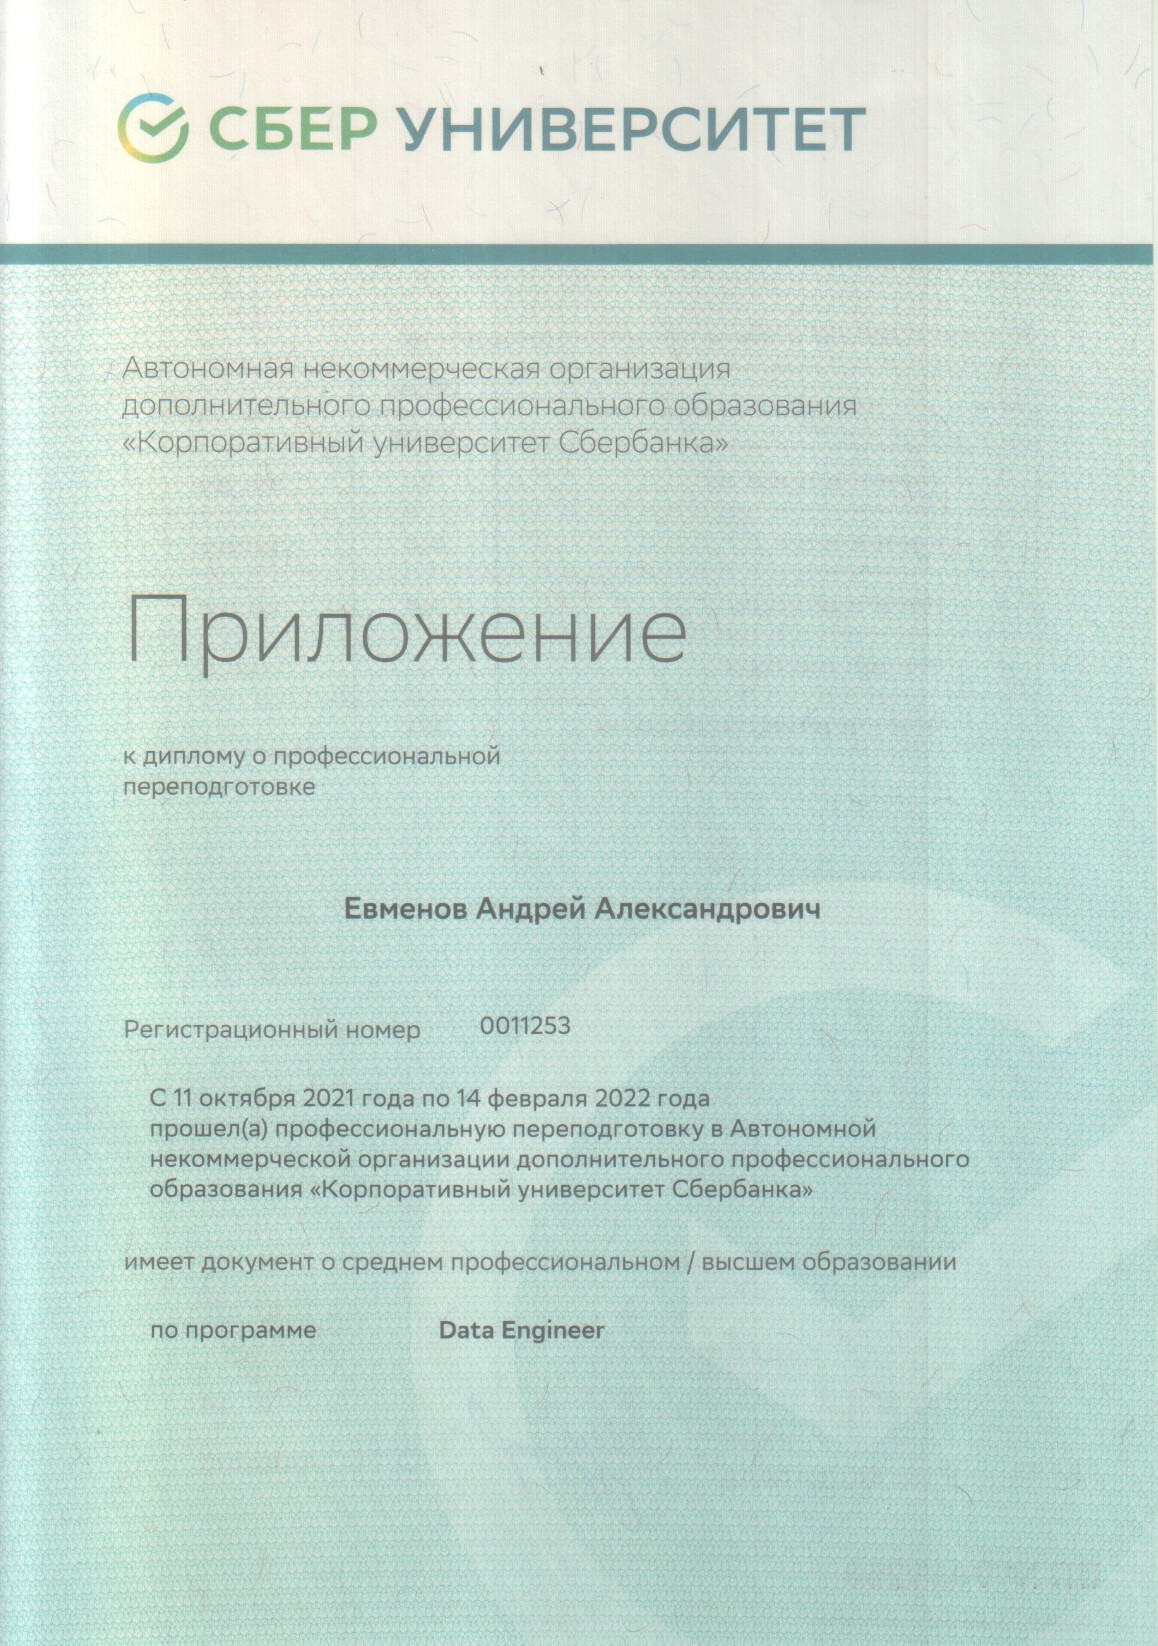 СБЕР УНИВЕРСИТЕТ
Автономная некоммерческая организация
дополнительного профессионального образования
«Корпоративный университет Сбербанка»
Приложение
к диплому о профессиональной
переподготовке
Евменов Андрей Александрович
Регистрационный номер 0011253
С 11 октября 2021 года по 14 февраля 2022 года
прошел(а) профессиональную переподготовку в Автономной
некоммерческой организации дополнительного профессионального
образования «Корпоративный университет Сбербанка»
имеет документ о среднем профессиональном / высшем образовании
по программе Data Engineer